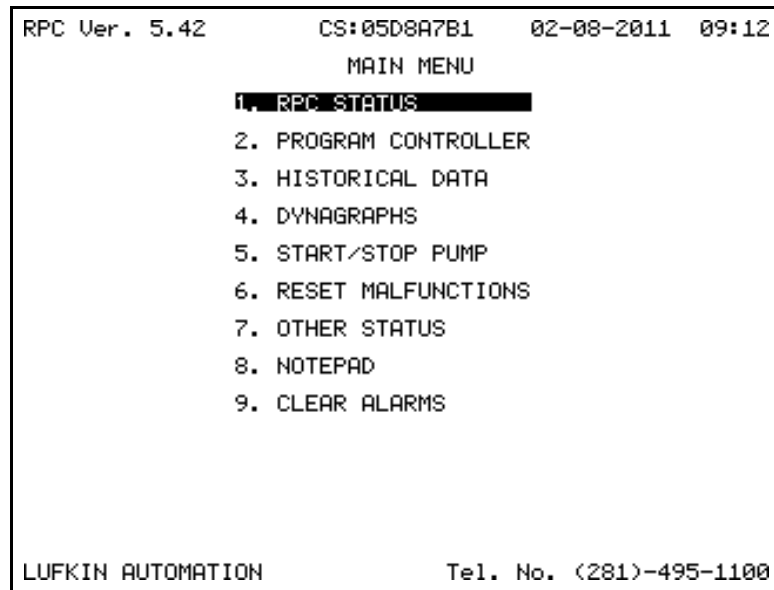 RPC Ver. 5.42 CS:05D8A7B1 02-08-2011 09:12
MAIN MENU
1. RPC STATUS
2. PROGRAM CONTROLLER
3. HISTORICAL DATA
4. DYNAGRAPHS
5. START/STOP PUMP
6. RESET MALFUNCTIONS
7. OTHER STATUS
8. NOTEPAD
9. CLEAR ALARMS
LUFKIN AUTOMATION Tel. No. (281)-495-1100